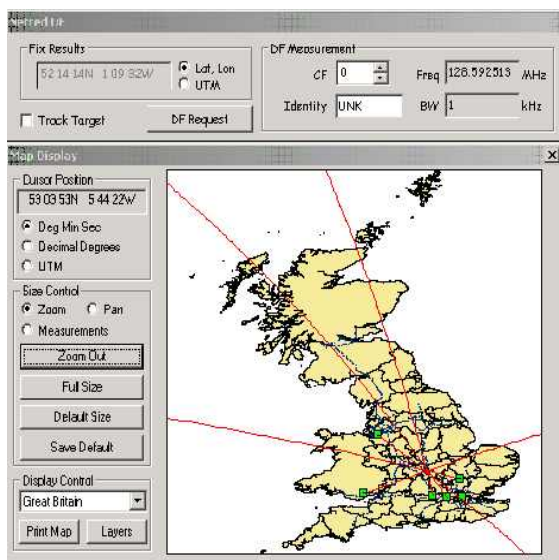 Fix Results
52 14 14N 1 09 32W
Lat, Lon
UTM
Track Target
DF Request
DF Measurement
CF 0
Freq 128.592513 MHz
Identity UNK
BW 1 kHz
Map Display
Cursor Position
53 03 53N 5 44 22W
Deg Min Sec
Decimal Degrees
UTM
Size Control
Zoom
Pan
Measurements
Zoom Out
Full Size
Default Size
Save Default
Display Control
Great Britain
Print Map
Layers